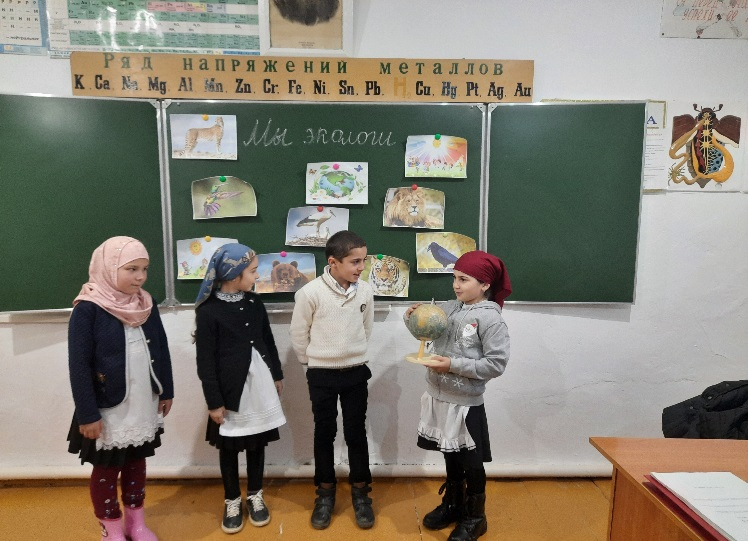 Ряд напряжений металлов
K, Ca, Na, Mg, Al, Mn, Zn, Cr, Fe, Ni, Sn, Pb, H₂, Cu, Hg, Pt, Ag, Au
Мы экологи
А